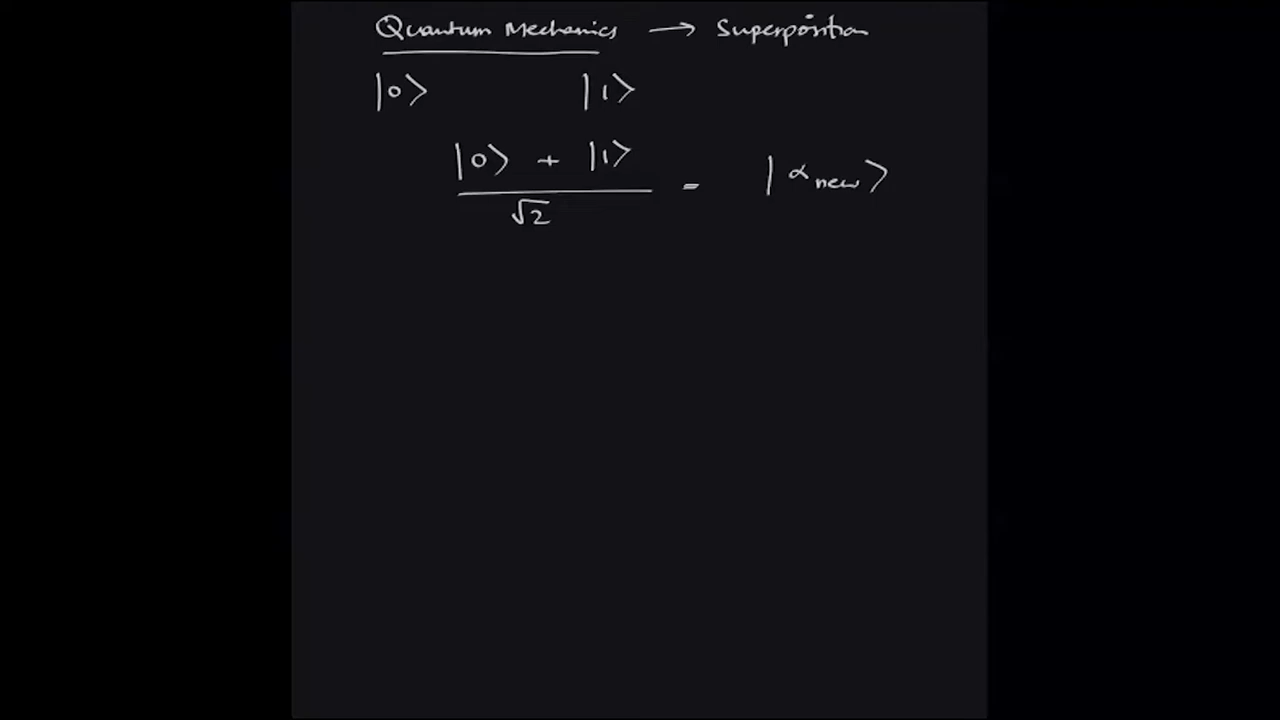 Quantum Mechanics → Superposition
|0⟩ |1⟩
|0⟩ + |1⟩
√2
= |α new⟩